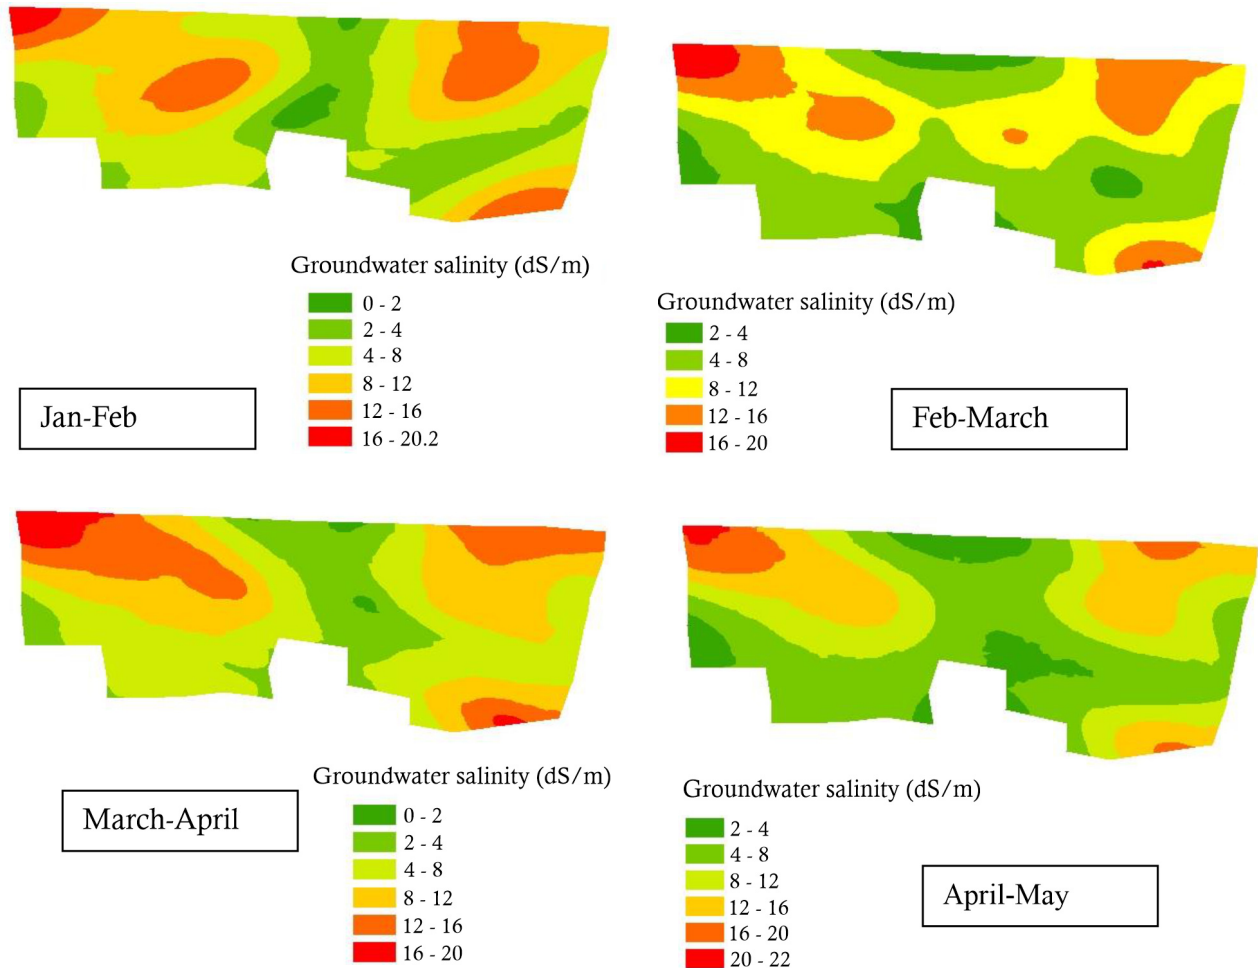 Groundwater salinity (dS/m)
0 - 2
2 - 4
4 - 8
8 - 12
12 - 16
16 - 20.2
Jan-Feb
Groundwater salinity (dS/m)
2 - 4
4 - 8
8 - 12
12 - 16
16 - 20
Feb-March
Groundwater salinity (dS/m)
0 - 2
2 - 4
4 - 8
8 - 12
12 - 16
16 - 20
March-April
Groundwater salinity (dS/m)
2 - 4
4 - 8
8 - 12
12 - 16
16 - 20
20 - 22
April-May